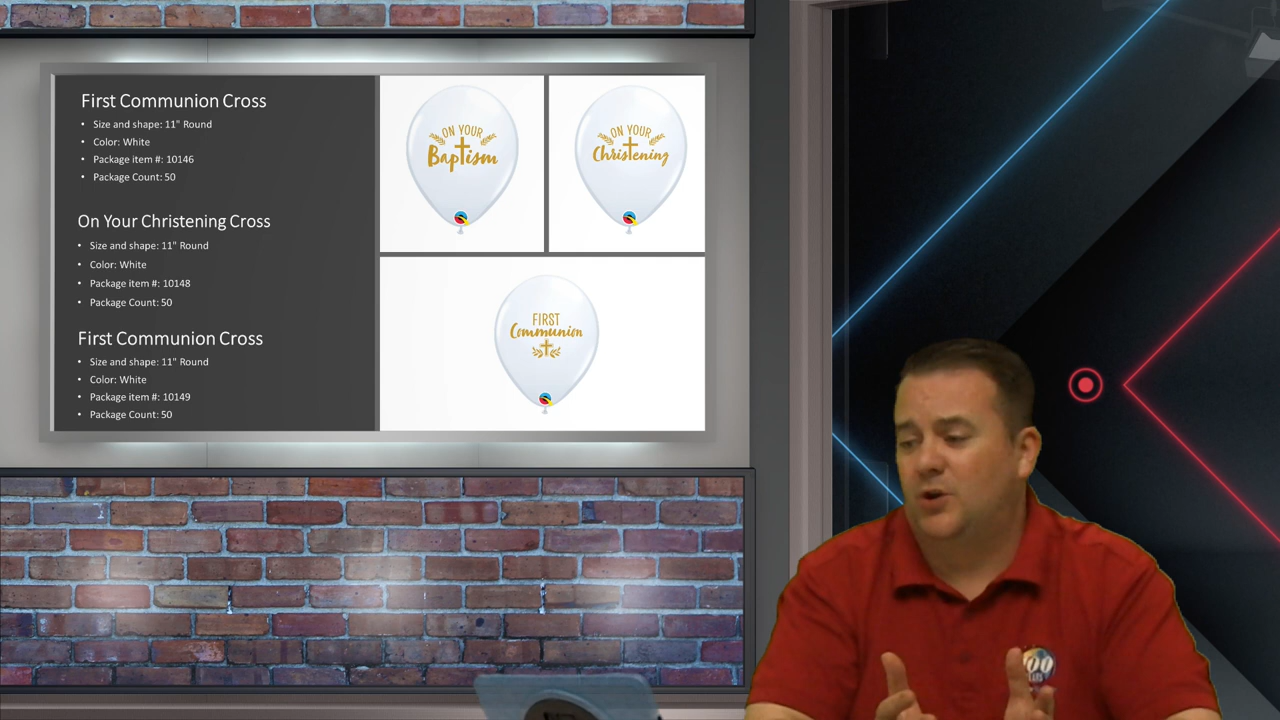 First Communion Cross
• Size and shape: 11" Round
• Color: White
• Package item #: 10146
• Package Count: 50
On Your Christening Cross
• Size and shape: 11" Round
• Color: White
• Package item #: 10148
• Package Count: 50
First Communion Cross
• Size and shape: 11" Round
• Color: White
• Package item #: 10149
• Package Count: 50
ON YOUR
Baptism
ON YOUR
Christening
FIRST
Communion